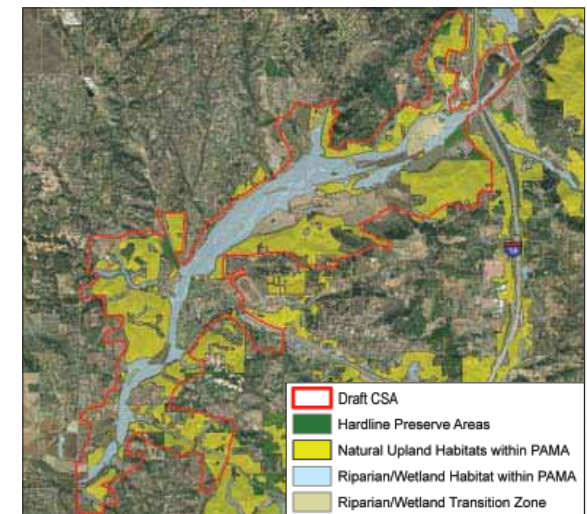 15
Draft CSA
Hardline Preserve Areas
Natural Upland Habitats within PAMA
Riparian/Wetland Habitat within PAMA
Riparian/Wetland Transition Zone